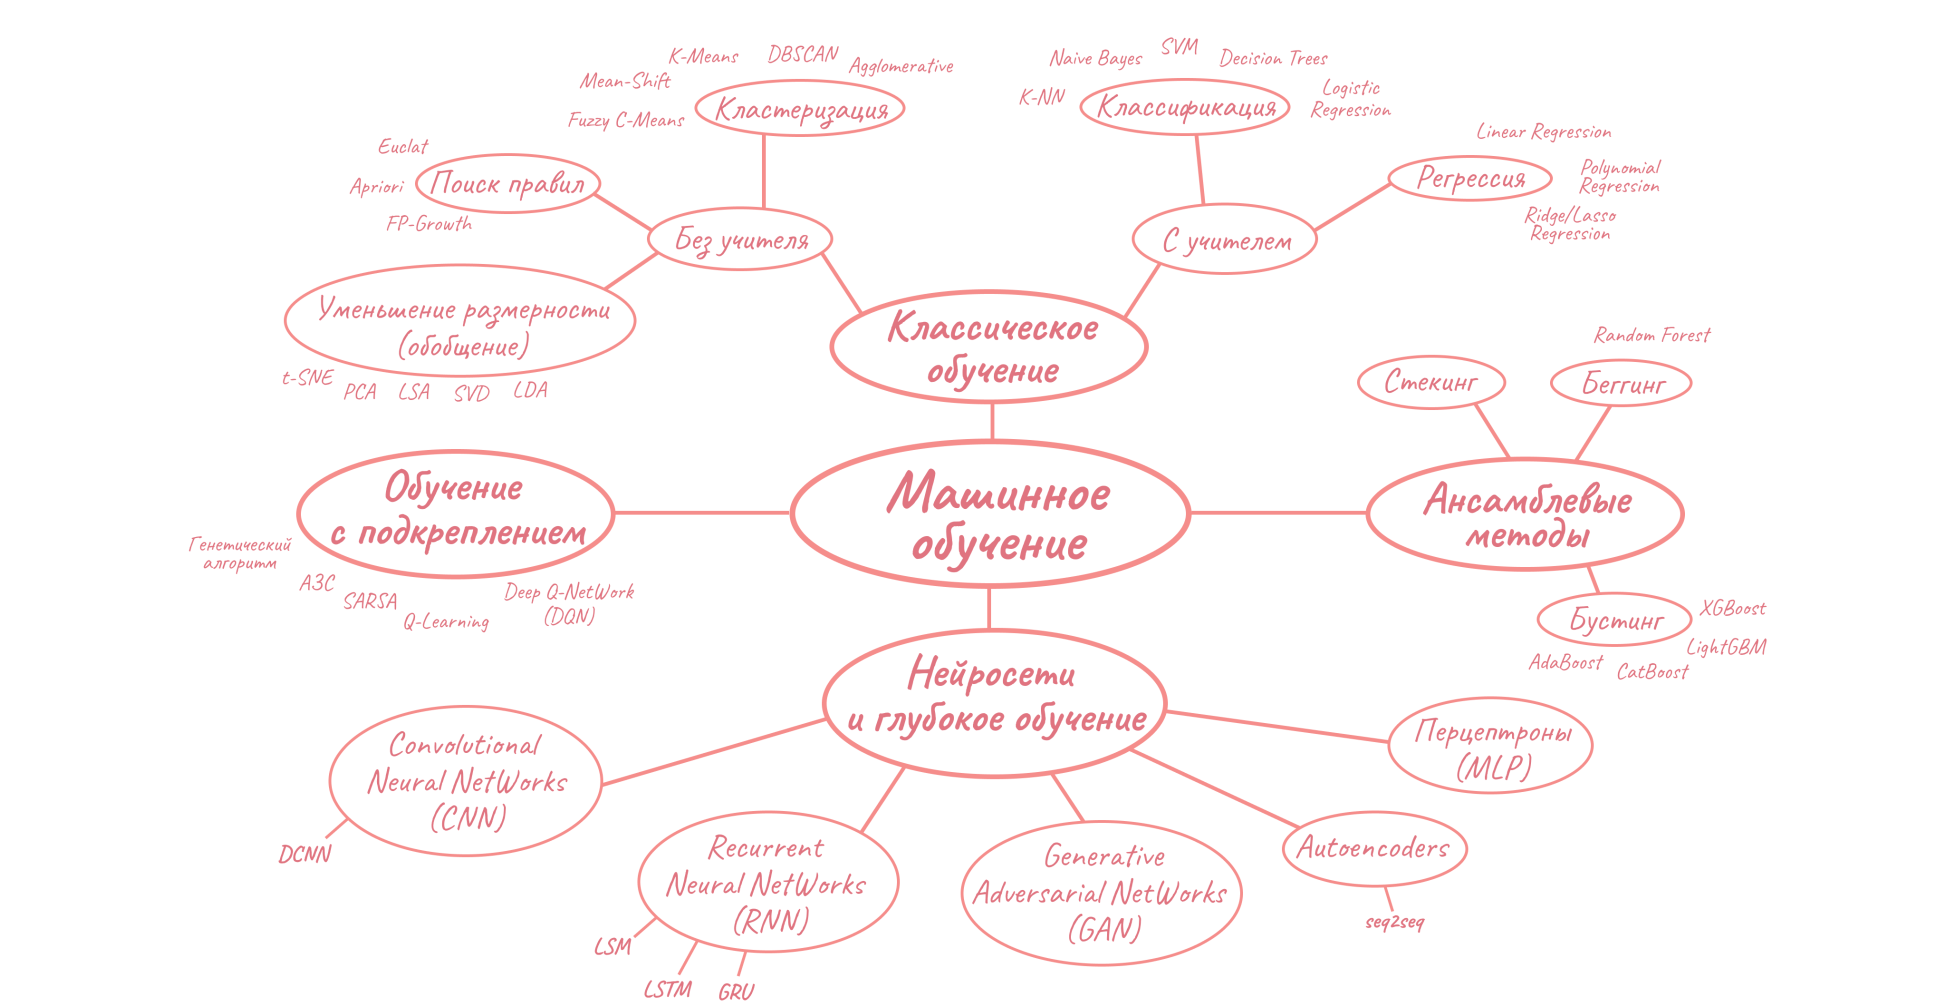 K-Means
DBSCAN
Agglomerative
Mean-Shift
Fuzzy C-Means
Кластеризация
Naive Bayes
SVM
Decision Trees
K-NN
Logistic
Regression
Классификация
Euclat
Apriori
FP-Growth
Поиск правил
Linear Regression
Polynomial
Regression
Ridge/Lasso
Regression
Регрессия
Без учителя
С учителем
Уменьшение размерности
(обобщение)
t-SNE
PCA
LSA
SVD
LDA
Классическое
обучение
Random Forest
Стекинг
Беггинг
Обучение
с подкреплением
Машинное
обучение
Ансамблевые
методы
Генетический
алгоритм
A3C
SARSA
Q-Learning
Deep Q-NetWork
(DQN)
Бустинг
XGBoost
LightGBM
AdaBoost
CatBoost
Нейросети
и глубокое обучение
Convolutional
Neural NetWorks
(CNN)
DCNN
Перцептроны
(MLP)
Recurrent
Neural NetWorks
(RNN)
LSM
LSTM
GRU
Generative
Adversarial NetWorks
(GAN)
Autoencoders
seq2seq